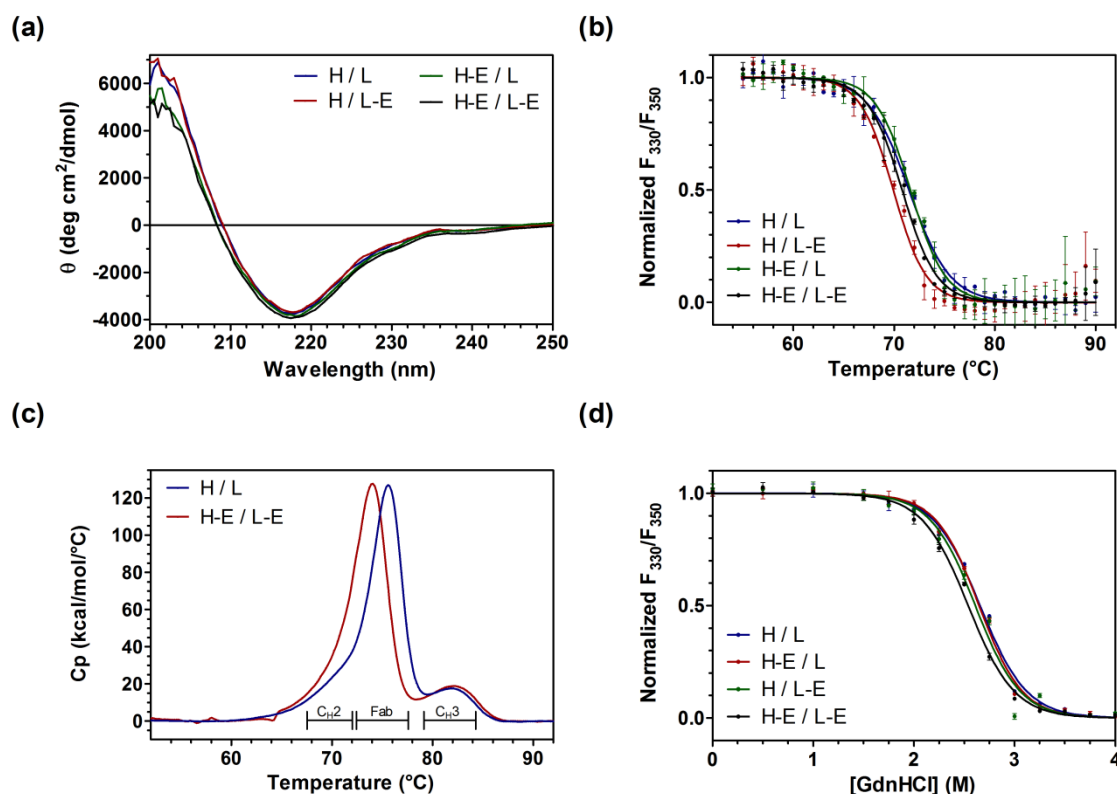 (a)
H / L
H-E / L
H / L-E
H-E / L-E
θ (deg cm²/dmol)
6000
4000
2000
0
-2000
-4000
200
210
220
230
240
250
Wavelength (nm)
(b)
Normalized F₃₃₀/F₃₅₀
1.0
0.5
0.0
H / L
H / L-E
H-E / L
H-E / L-E
60
70
80
90
Temperature (°C)
(c)
H / L
H-E / L-E
Cp (kcal/mol/°C)
120
100
80
60
40
20
0
C_H2
Fab
C_H3
60
70
80
90
Temperature (°C)
(d)
Normalized F₃₃₀/F₃₅₀
1.0
0.5
0.0
H / L
H-E / L
H / L-E
H-E / L-E
0
1
2
3
4
[GdnHCl] (M)